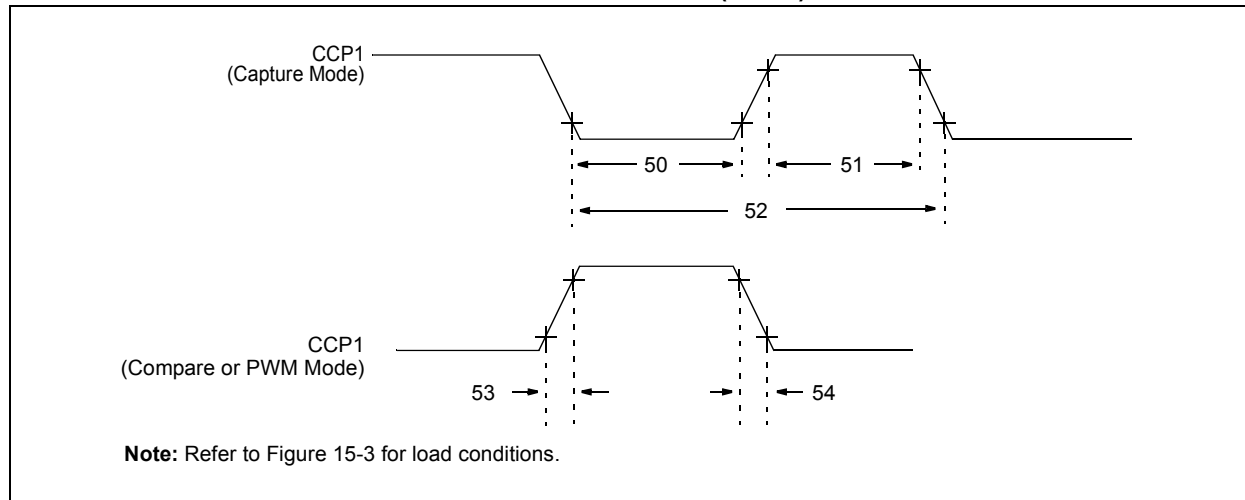 CCP1
(Capture Mode)
50
51
52
CCP1
(Compare or PWM Mode)
53
54
Note: Refer to Figure 15-3 for load conditions.